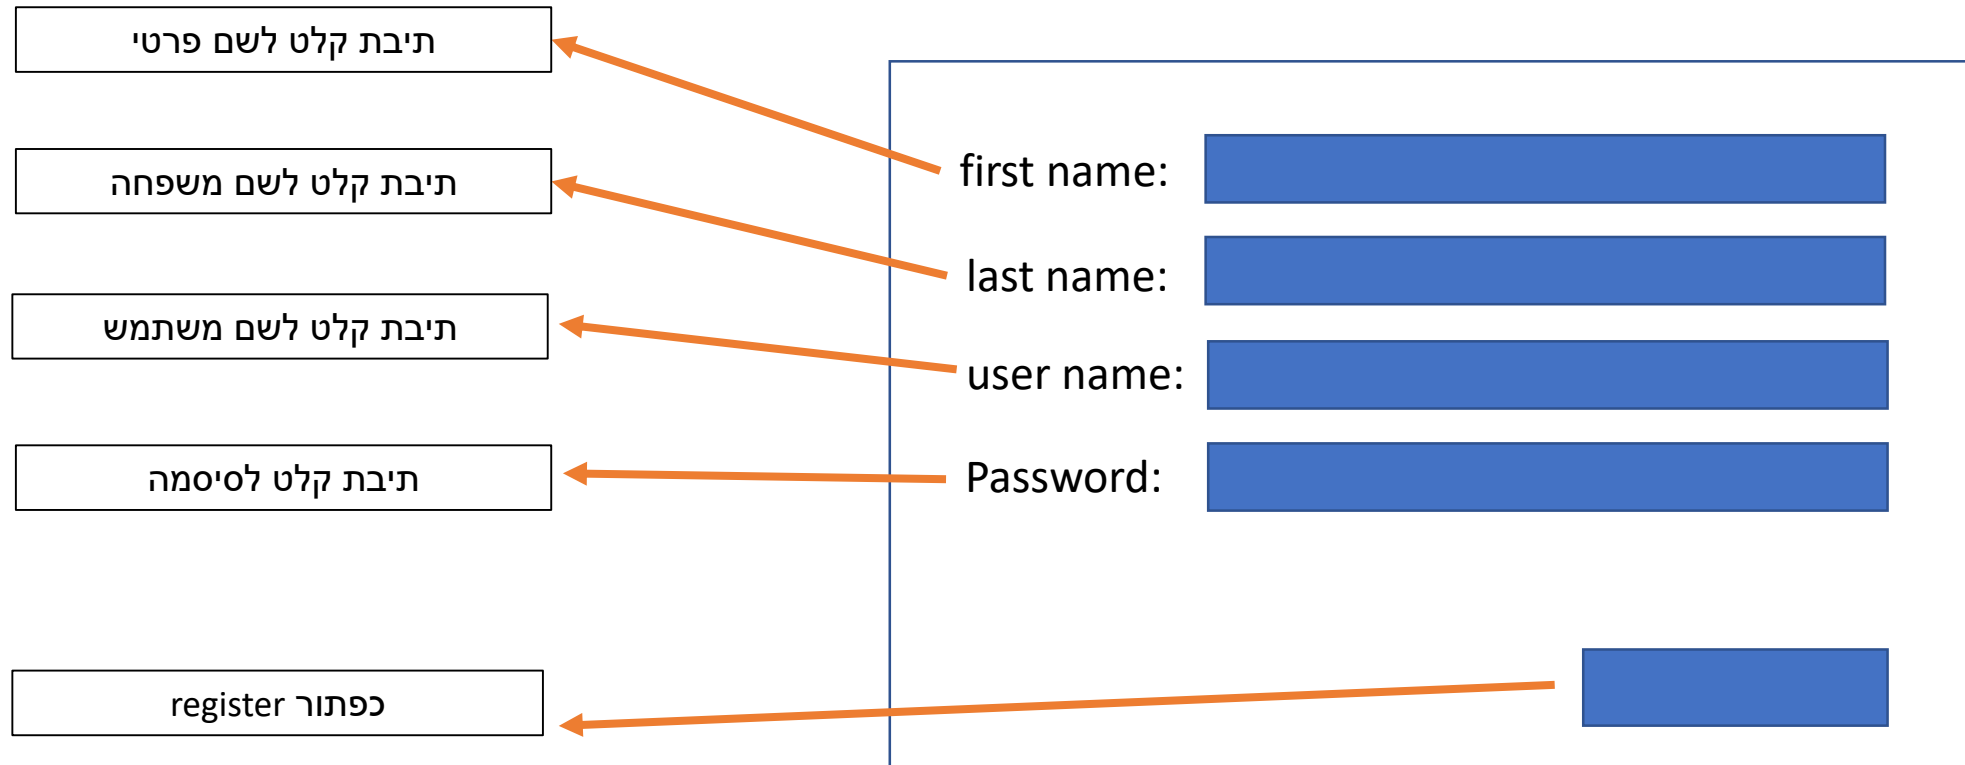 תיבת קלט לשם פרטי
first name:
תיבת קלט לשם משפחה
last name:
תיבת קלט לשם משתמש
user name:
תיבת קלט לסיסמה
Password:
כפתור register